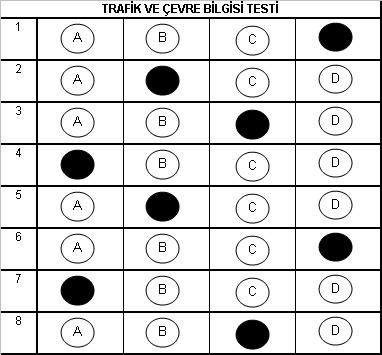 TRAFİK VE ÇEVRE BİLGİSİ TESTİ
1 A B C
2 A C D
3 A B D
4 B C D
5 A C D
6 A B C
7 B C D
8 A B D